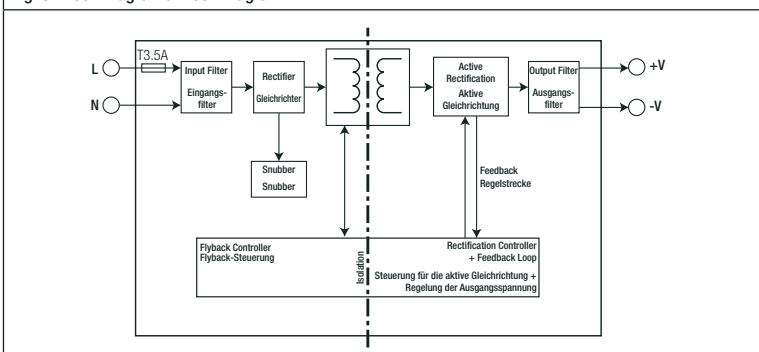 T3.5A
L
N
Input Filter
Eingangs-
filter
Rectifier
Gleichrichter
Snubber
Snubber
Active
Rectification
Aktive
Gleichrichtung
Output Filter
Ausgangs-
filter
+V
-V
Feedback
Regelstrecke
Flyback Controller
Flyback-Steuerung
Isolation
Rectification Controller
+ Feedback Loop
Steuerung für die aktive Gleichrichtung +
Regelung der Ausgangsspannung